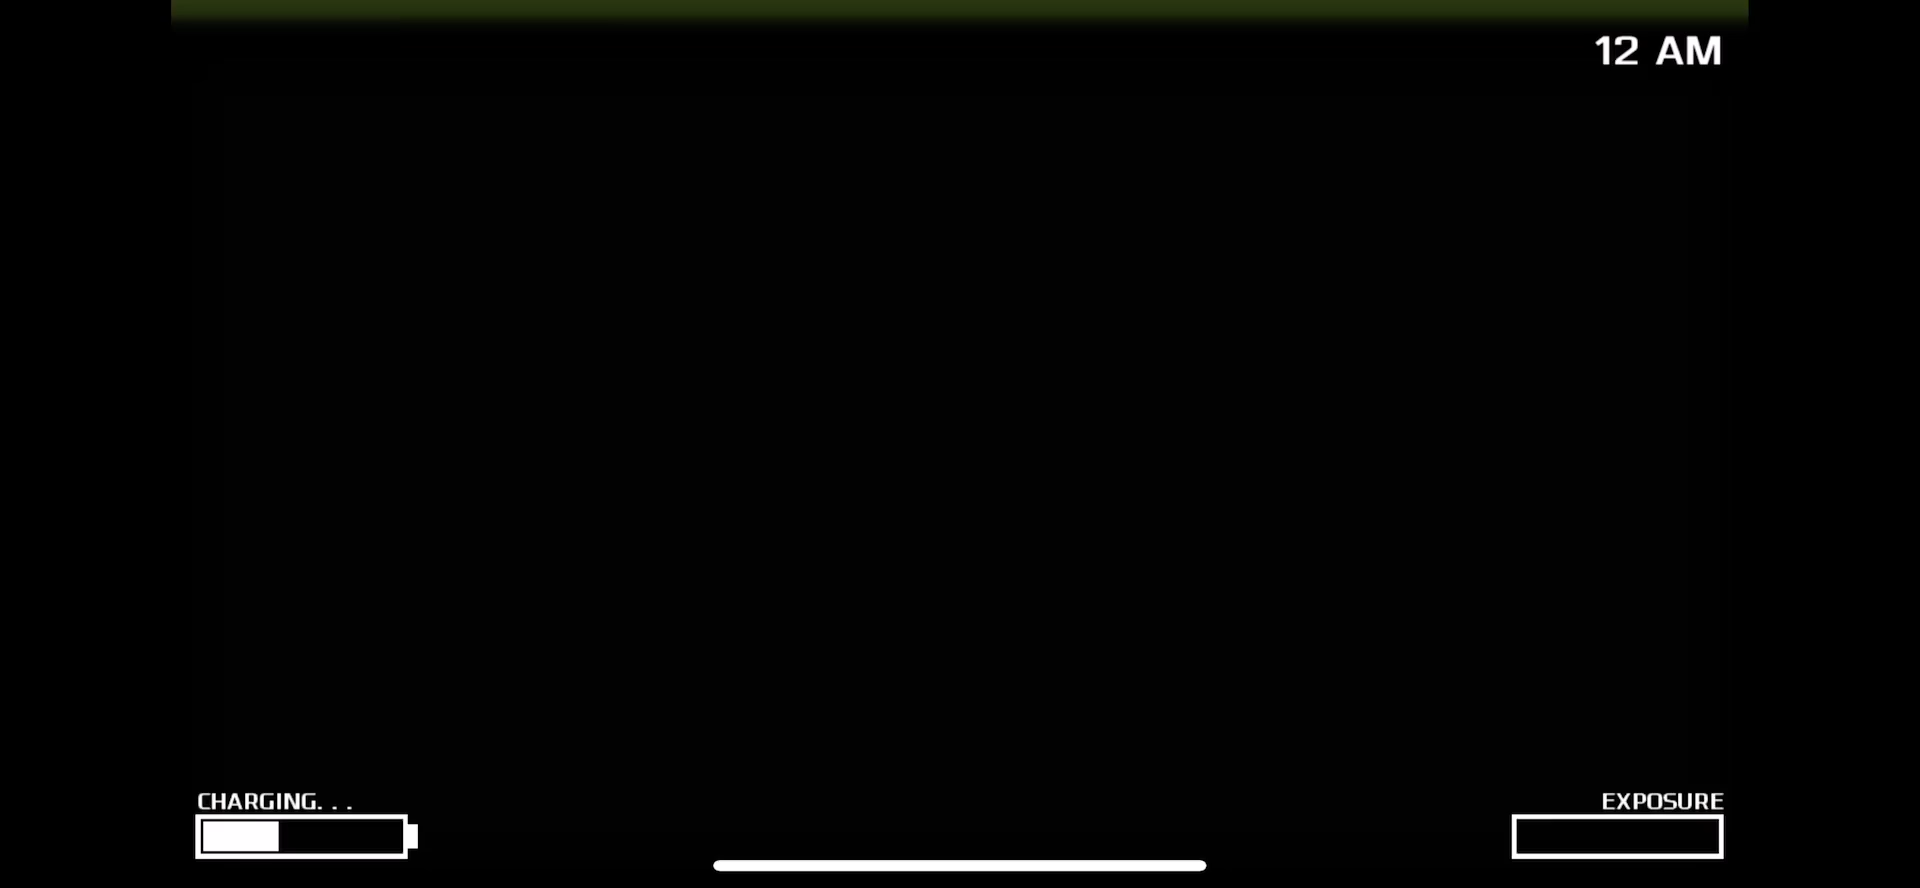 12 AM
CHARGING. . .
EXPOSURE